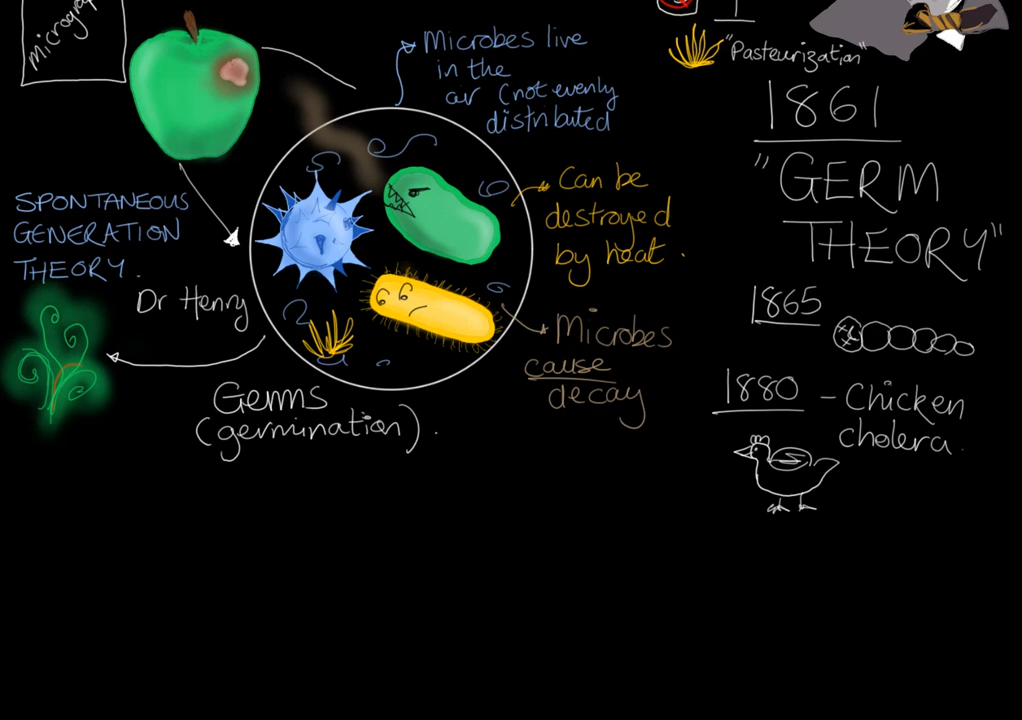 microgra
Microbes live
in the
air (not evenly
distributed
"Pasteurization"
1861
"GERM
THEORY"
SPONTANEOUS
GENERATION
THEORY.
Dr Henry
Can be
destroyed
by heat.
Microbes
cause
decay
Germs
(germination).
1865
1880 - Chicken
cholera.